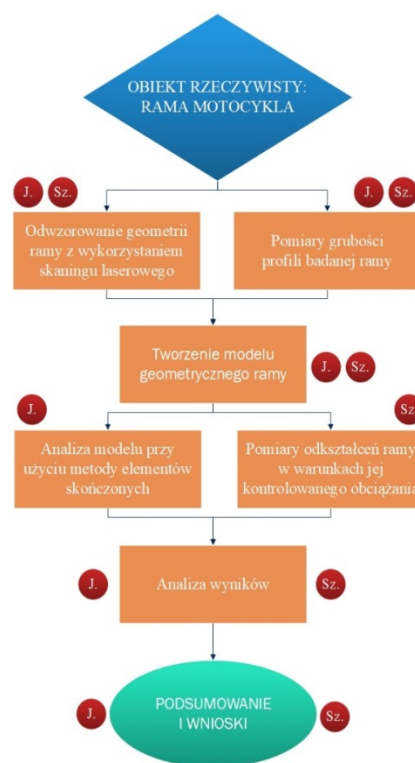 OBIEKT RZECZYWISTY:
RAMA MOTOCYKLA
J. Sz. J. Sz.
Odwzorowanie geometrii
ramy z wykorzystaniem
skaningu laserowego
Pomiary grubości
profili badanej ramy
Tworzenie modelu
geometrycznego ramy
J. Sz.
J. Sz
Analiza modelu przy
użyciu metody elementów
skończonych
Pomiary odkształceń ramy
w warunkach jej
kontrolowanego obciążania
J. Analiza wyników Sz.
PODSUMOWANIE
I WNIOSKI
J. Sz.